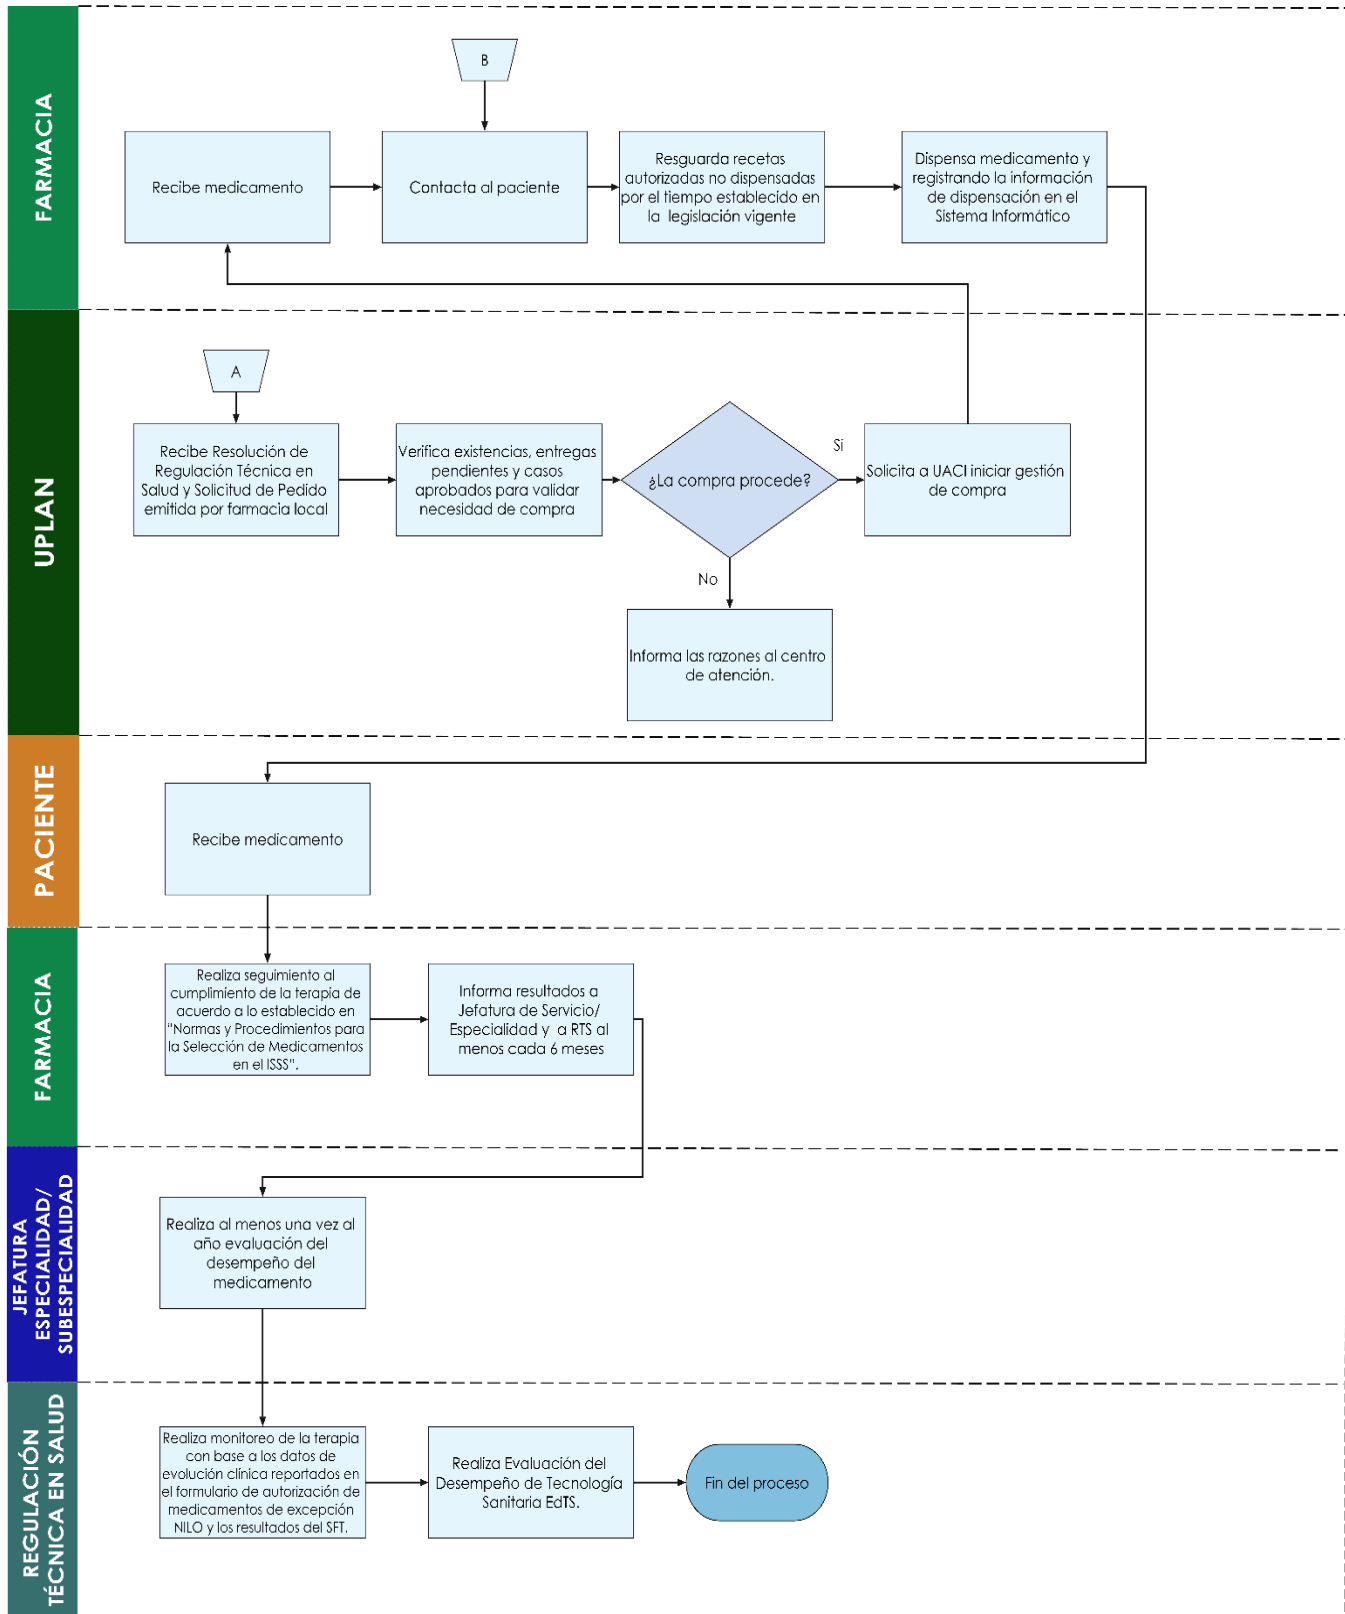 FARMACIA
B
Recibe medicamento
Contacta al paciente
Resguarda recetas
autorizadas no dispensadas
por el tiempo establecido en
la legislación vigente
Dispensa medicamento y
registrando la información
de dispensación en el
Sistema Informático
UPLAN
A
Recibe Resolución de
Regulación Técnica en
Salud y Solicitud de Pedido
emitida por farmacia local
Verifica existencias, entregas
pendientes y casos
aprobados para validar
necesidad de compra
¿La compra procede?
Si
Solicita a UACI iniciar gestión
de compra
No
Informa las razones al centro
de atención.
PACIENTE
Recibe medicamento
FARMACIA
Realiza seguimiento al
cumplimiento de la terapia de
acuerdo a lo establecido en
"Normas y Procedimientos para
la Selección de Medicamentos
en el ISSS".
Informa resultados a
Jefatura de Servicio/
Especialidad y a RTS al
menos cada 6 meses
JEFATURA
ESPECIALIDAD/
SUBESPECIALIDAD
Realiza al menos una vez al
año evaluación del
desempeño del
medicamento
REGULACIÓN
TÉCNICA EN SALUD
Realiza monitoreo de la terapia
con base a los datos de
evolución clínica reportados en
el formulario de autorización de
medicamentos de excepción
NILO y los resultados del SFT.
Realiza Evaluación del
Desempeño de Tecnología
Sanitaria EdTS.
Fin del proceso